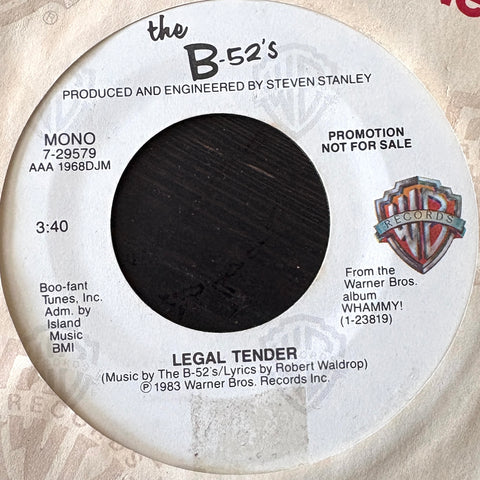 the
B-52's
PRODUCED AND ENGINEERED BY STEVEN STANLEY
MONO
7-29579
AAA 1968DJM
PROMOTION
NOT FOR SALE
3:40
WB
RECORDS
Boo-fant
Tunes, Inc.
Adm. by
Island
Music
BMI
From the
Warner Bros.
album
WHAMMY!
(1-23819)
LEGAL TENDER
(Music by The B-52's/Lyrics by Robert Waldrop)
Ⓟ 1983 Warner Bros. Records Inc.